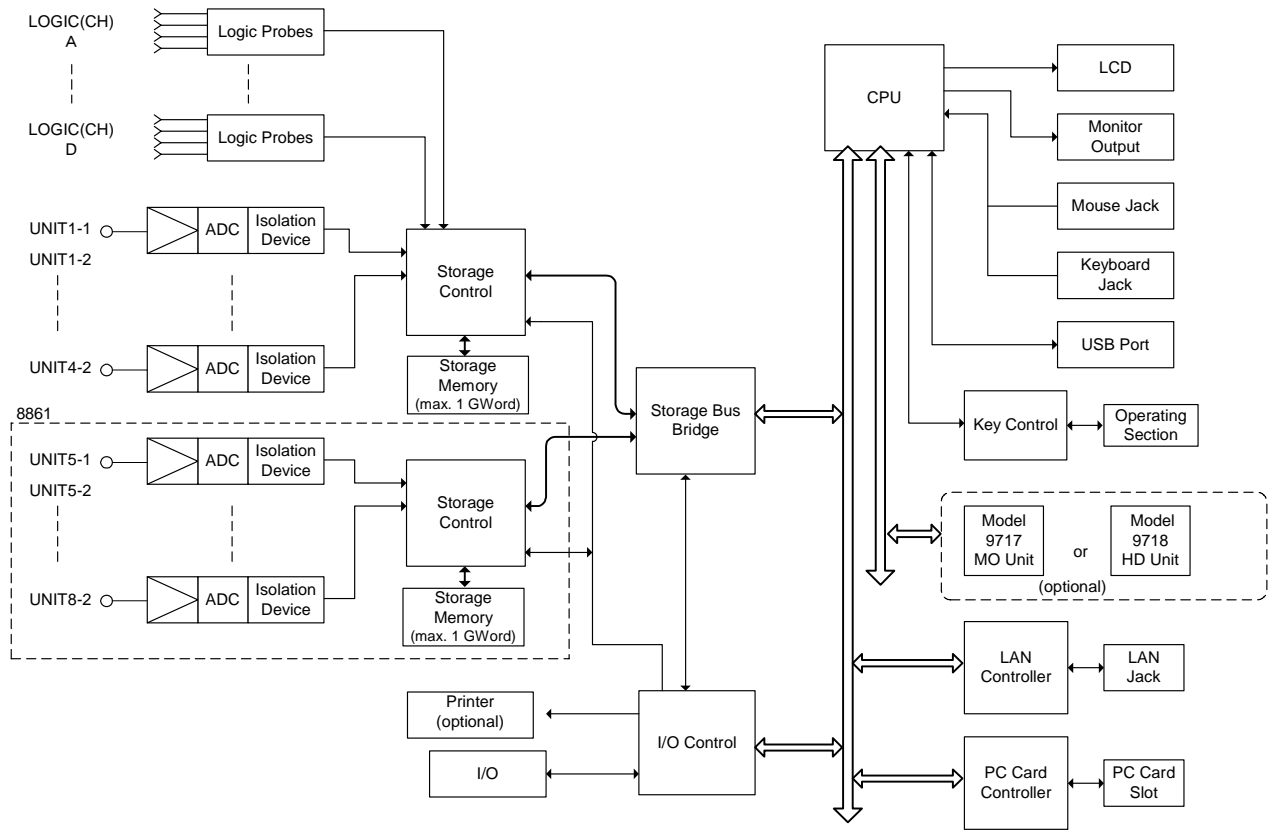 LOGIC(CH)
A
Logic Probes
LOGIC(CH)
D
Logic Probes
UNIT1-1
ADC
Isolation
Device
UNIT1-2
UNIT4-2
ADC
Isolation
Device
Storage
Control
Storage
Memory
(max. 1 GWord)
8861
UNIT5-1
ADC
Isolation
Device
UNIT5-2
UNIT8-2
ADC
Isolation
Device
Storage
Control
Storage
Memory
(max. 1 GWord)
Storage Bus
Bridge
Printer
(optional)
I/O
I/O Control
CPU
LCD
Monitor
Output
Mouse Jack
Keyboard
Jack
USB Port
Key Control
Operating
Section
Model
9717
MO Unit
or
Model
9718
HD Unit
(optional)
LAN
Controller
LAN
Jack
PC Card
Controller
PC Card
Slot